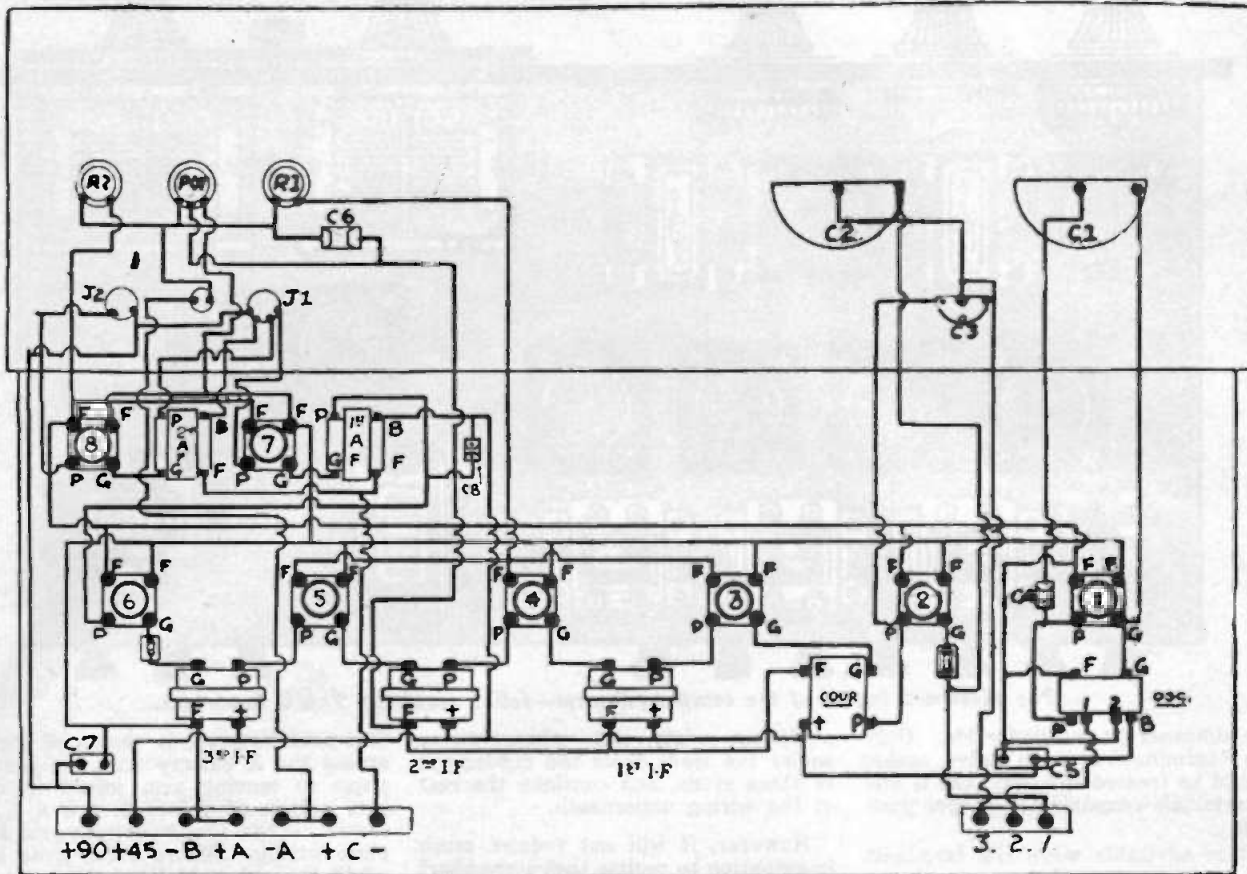 R2 POT R1
C6
C2 C1
J2 J1
C3
F F F F
P 2nd A F B P 1st A F B
8 7
P G G F P G G F C8
F F F F F F F F F F F F
6 5 4 3 2 1
P G P G P G P G P G P G
G P G P G P F G F G
COUP OSC.
F + F + F + + P P 1 2 B
C7 3RD I-F 2ND I-F 1ST I-F C5
+90 +45 -B +A -A + C 3. 2. 1